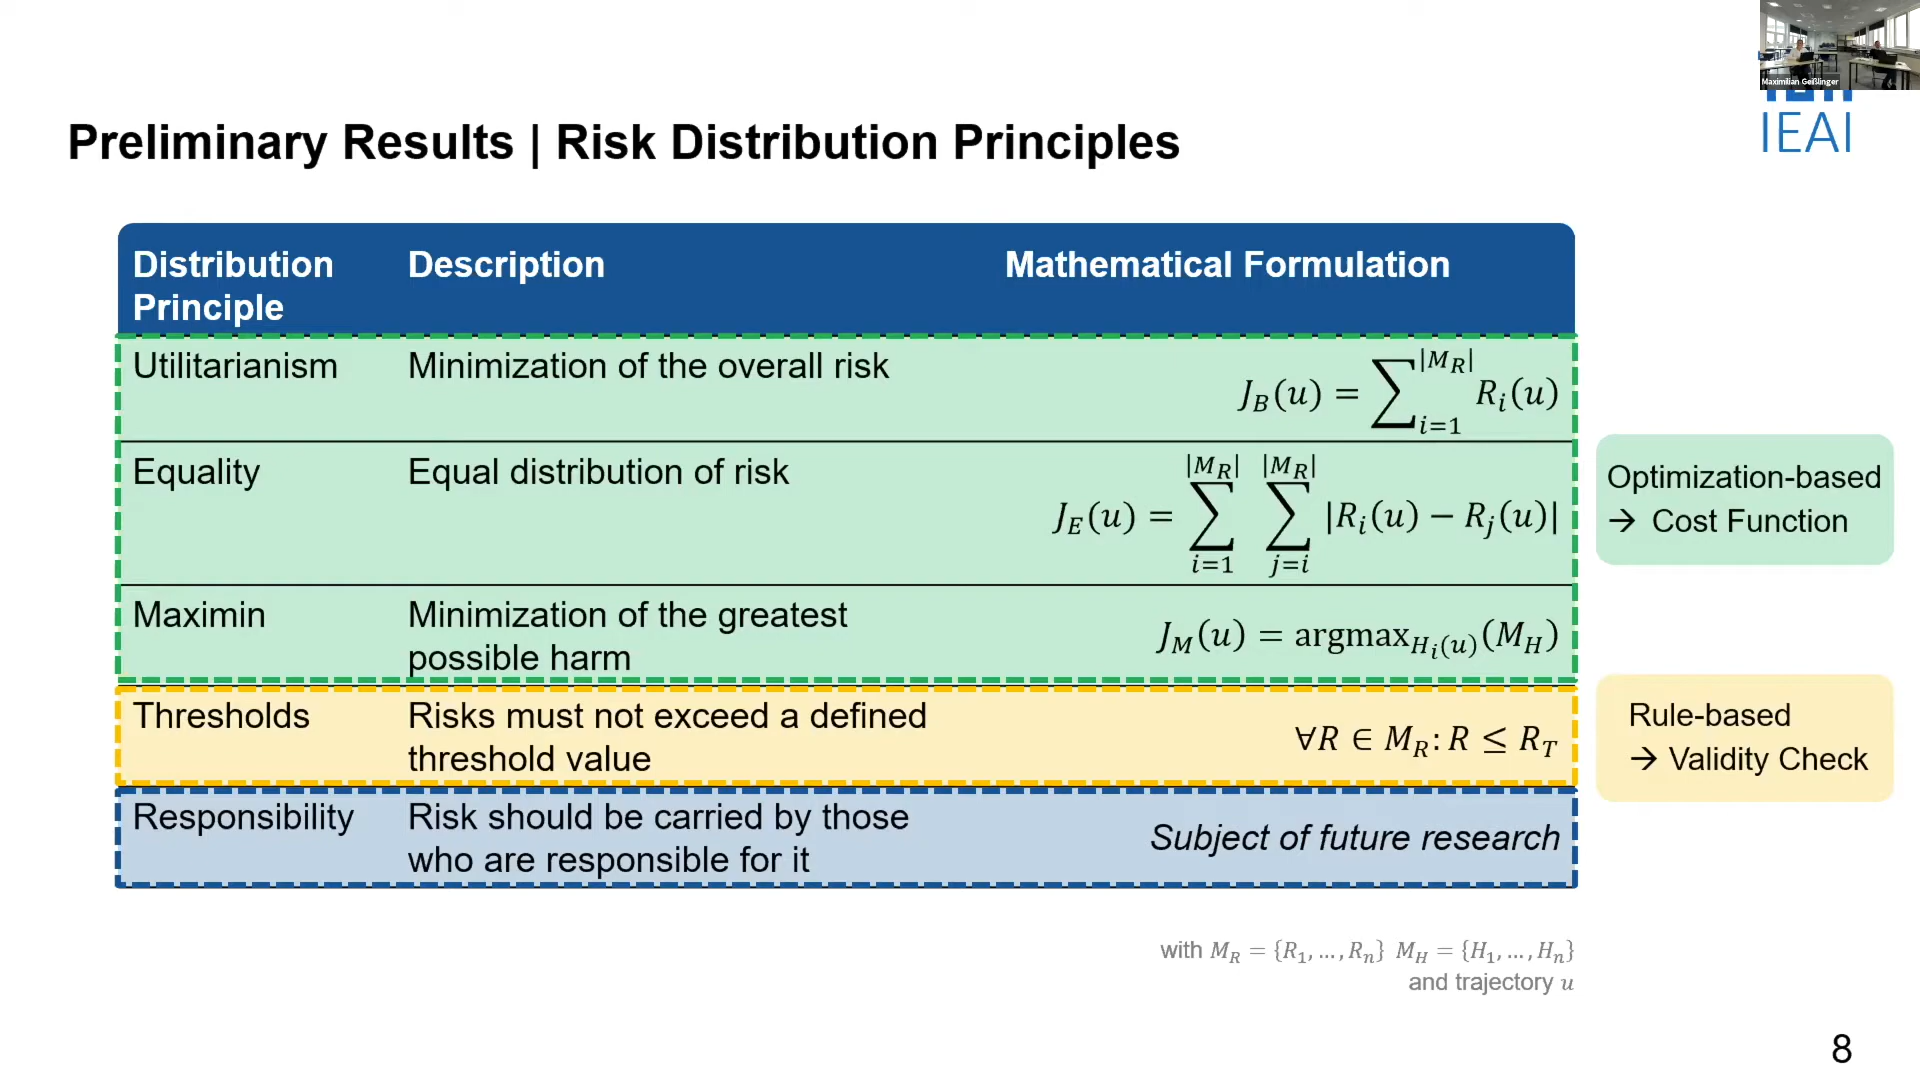 Maximilian Geißlinger
IEAI
Preliminary Results | Risk Distribution Principles
Distribution Principle
Description
Mathematical Formulation
Utilitarianism
Minimization of the overall risk
J_B(u) = ∑_{i=1}^{|M_R|} R_i(u)
Equality
Equal distribution of risk
J_E(u) = ∑_{i=1}^{|M_R|} ∑_{j=i}^{|M_R|} |R_i(u) − R_j(u)|
Maximin
Minimization of the greatest
possible harm
J_M(u) = argmax_{H_i(u)}(M_H)
Optimization-based
→ Cost Function
Thresholds
Risks must not exceed a defined
threshold value
∀R ∈ M_R: R ≤ R_T
Rule-based
→ Validity Check
Responsibility
Risk should be carried by those
who are responsible for it
Subject of future research
with M_R = {R_1, …, R_n} M_H = {H_1, …, H_n}
and trajectory u
8